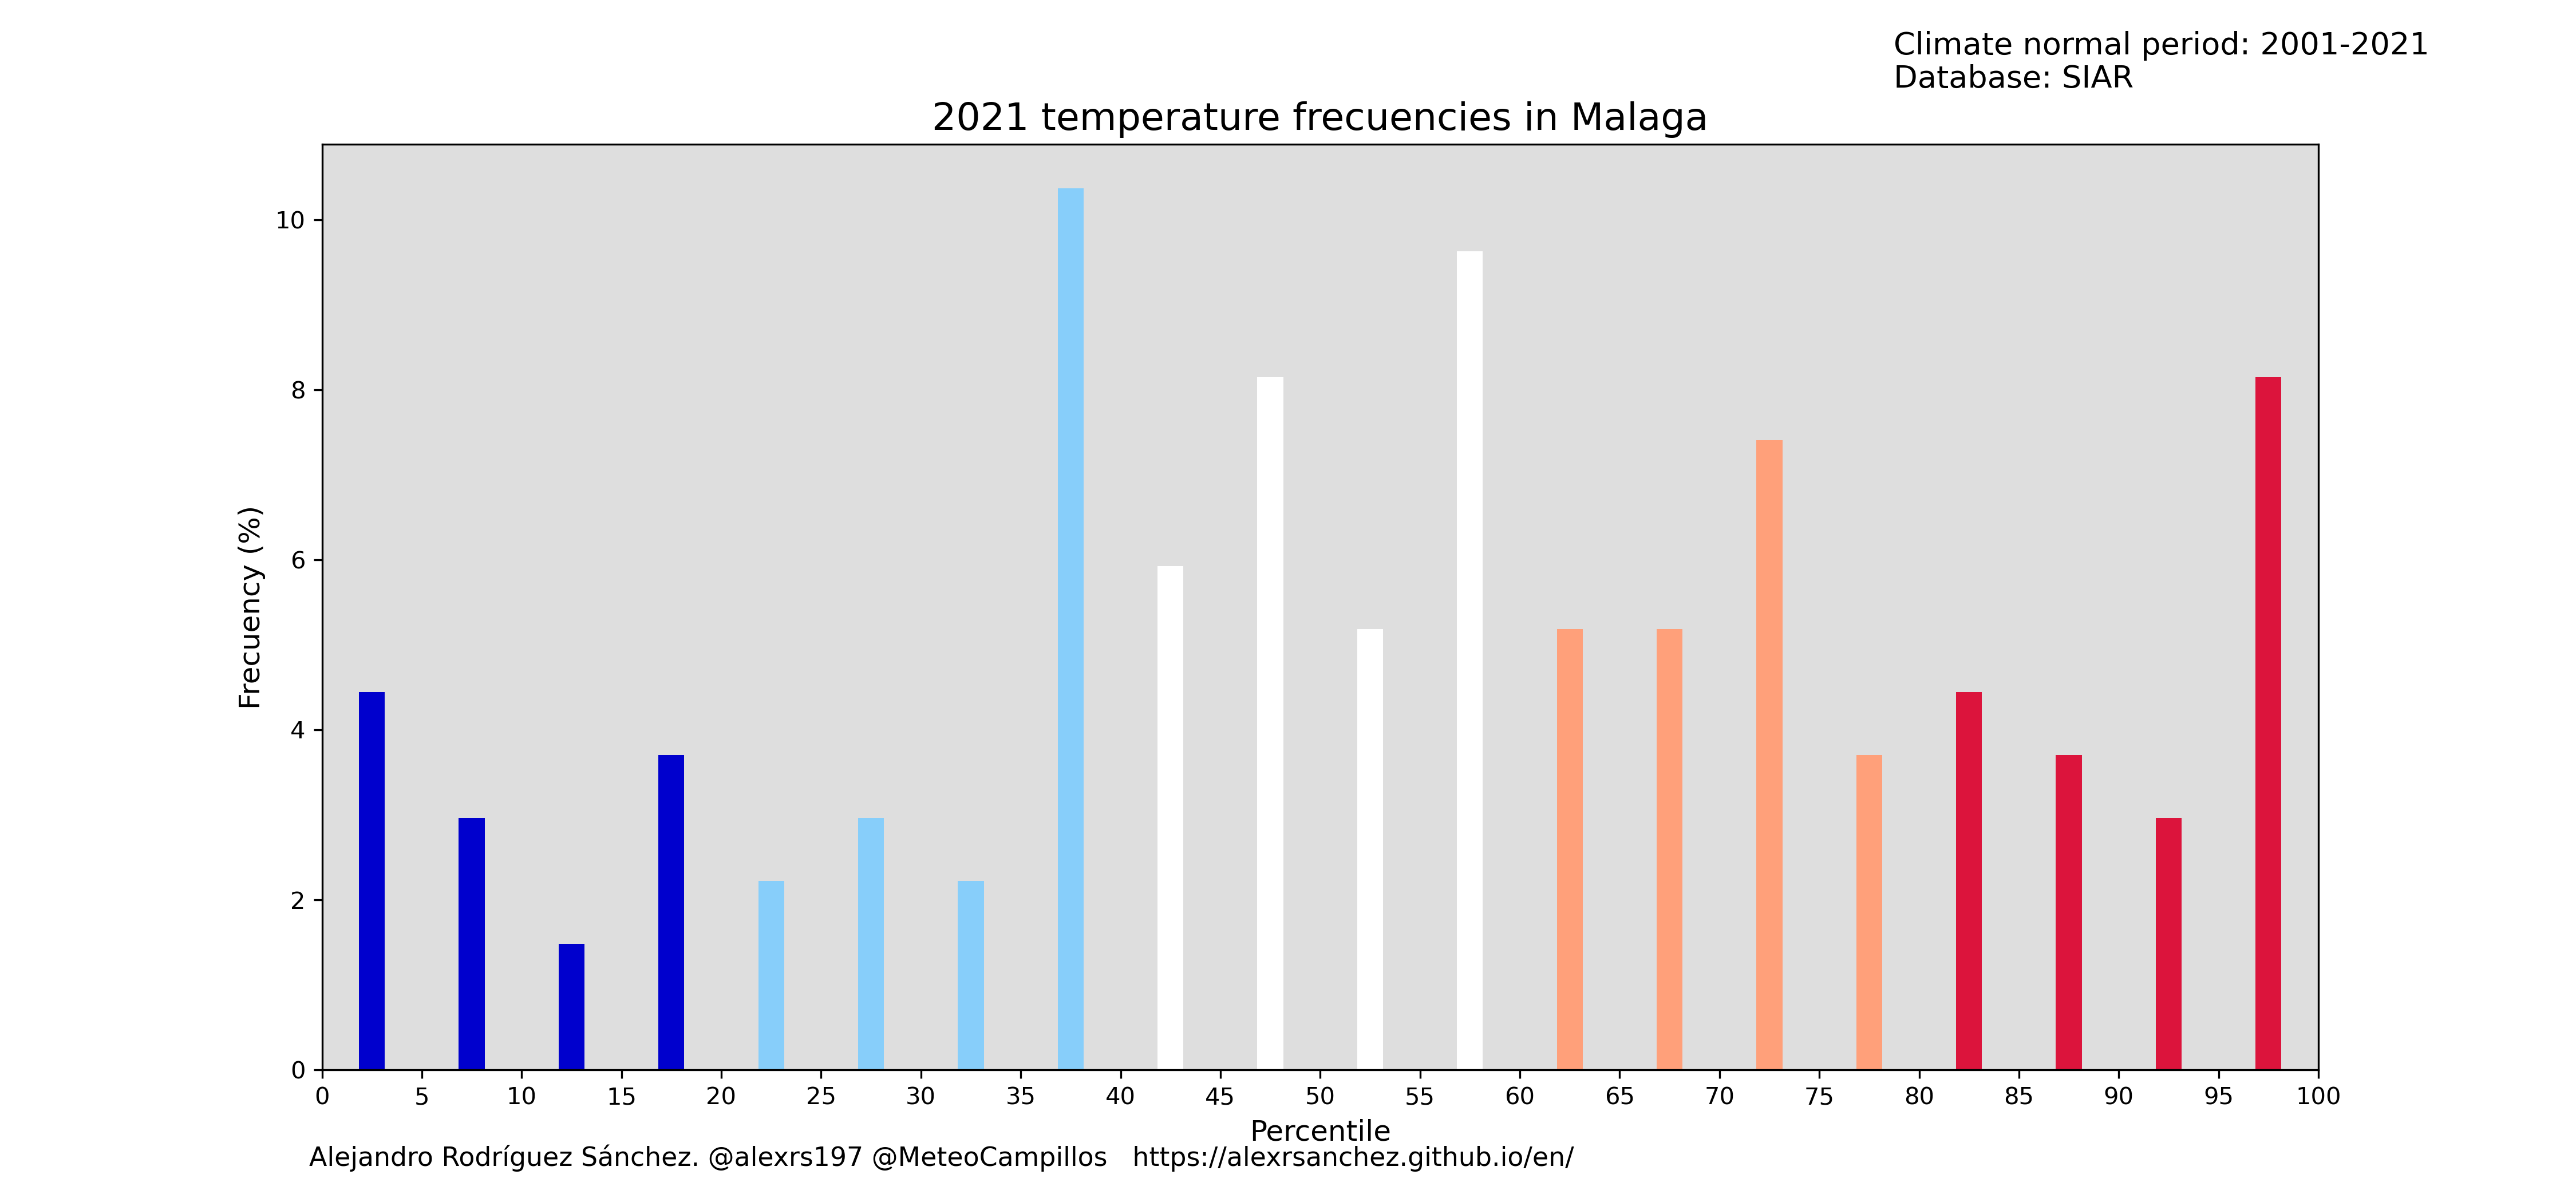 Climate normal period: 2001-2021
Database: SIAR
2021 temperature frecuencies in Malaga
Frecuency (%)
10
8
6
4
2
0
0 5 10 15 20 25 30 35 40 45 50 55 60 65 70 75 80 85 90 95 100
Percentile
Alejandro Rodríguez Sánchez. @alexrs197 @MeteoCampillos https://alexrsanchez.github.io/en/